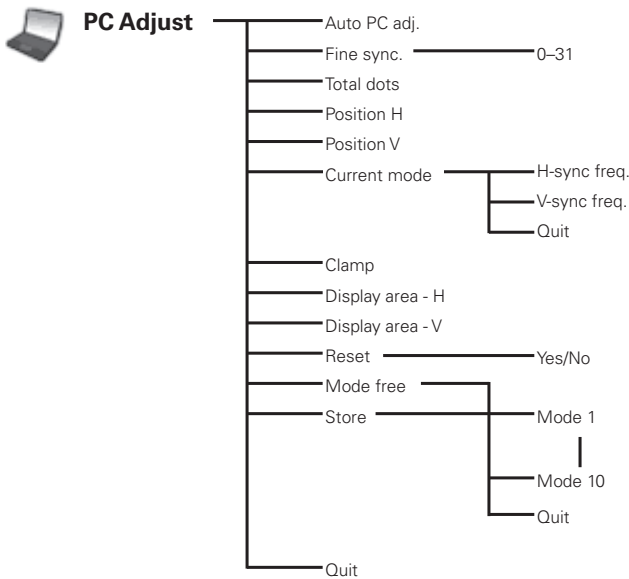 PC Adjust
Auto PC adj.
Fine sync.
0–31
Total dots
Position H
Position V
Current mode
H-sync freq.
V-sync freq.
Quit
Clamp
Display area - H
Display area - V
Reset
Yes/No
Mode free
Store
Mode 1
Mode 10
Quit
Quit